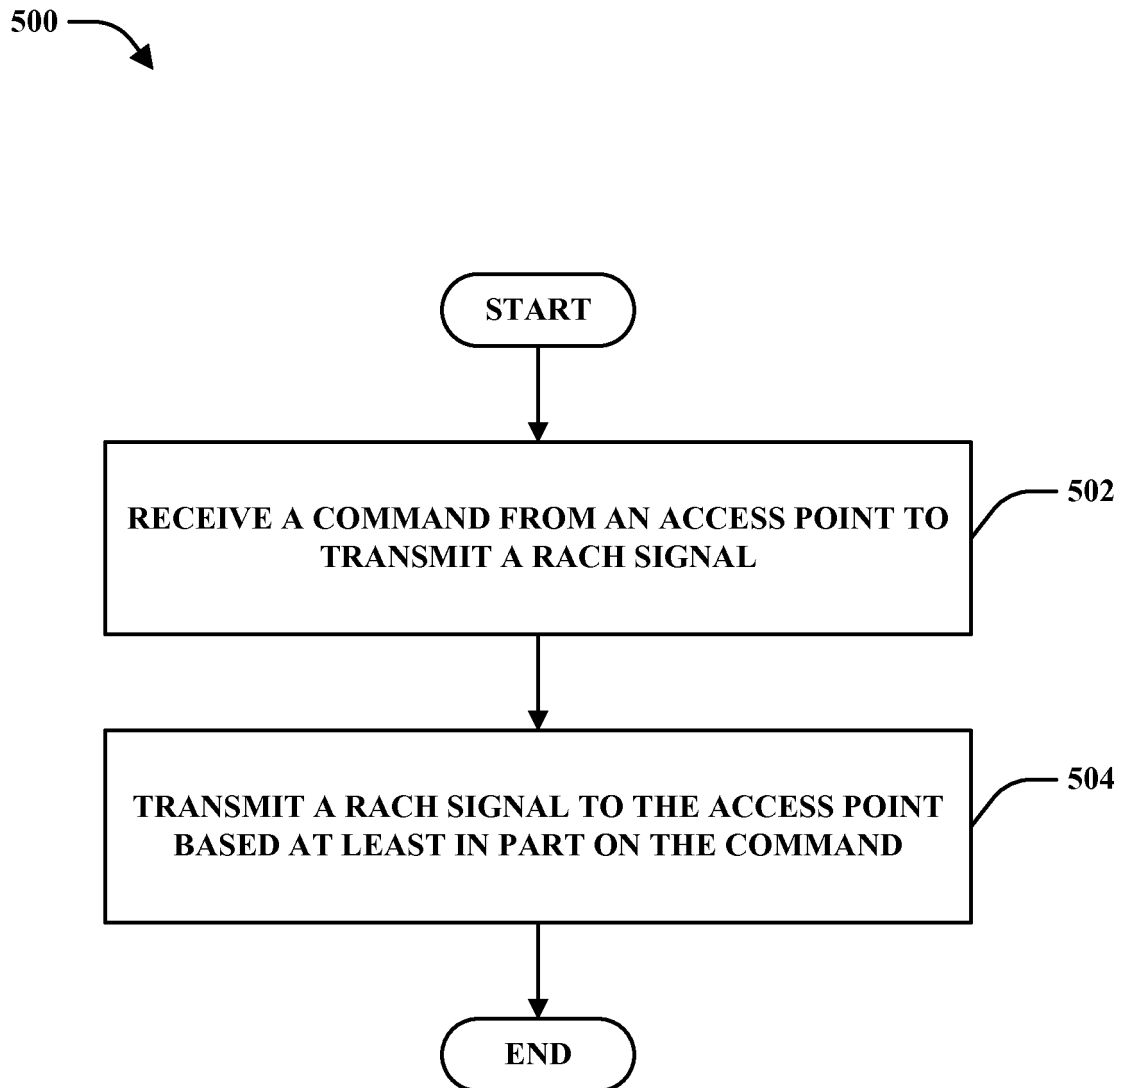 500
START
RECEIVE A COMMAND FROM AN ACCESS POINT TO
TRANSMIT A RACH SIGNAL
502
TRANSMIT A RACH SIGNAL TO THE ACCESS POINT
BASED AT LEAST IN PART ON THE COMMAND
504
END